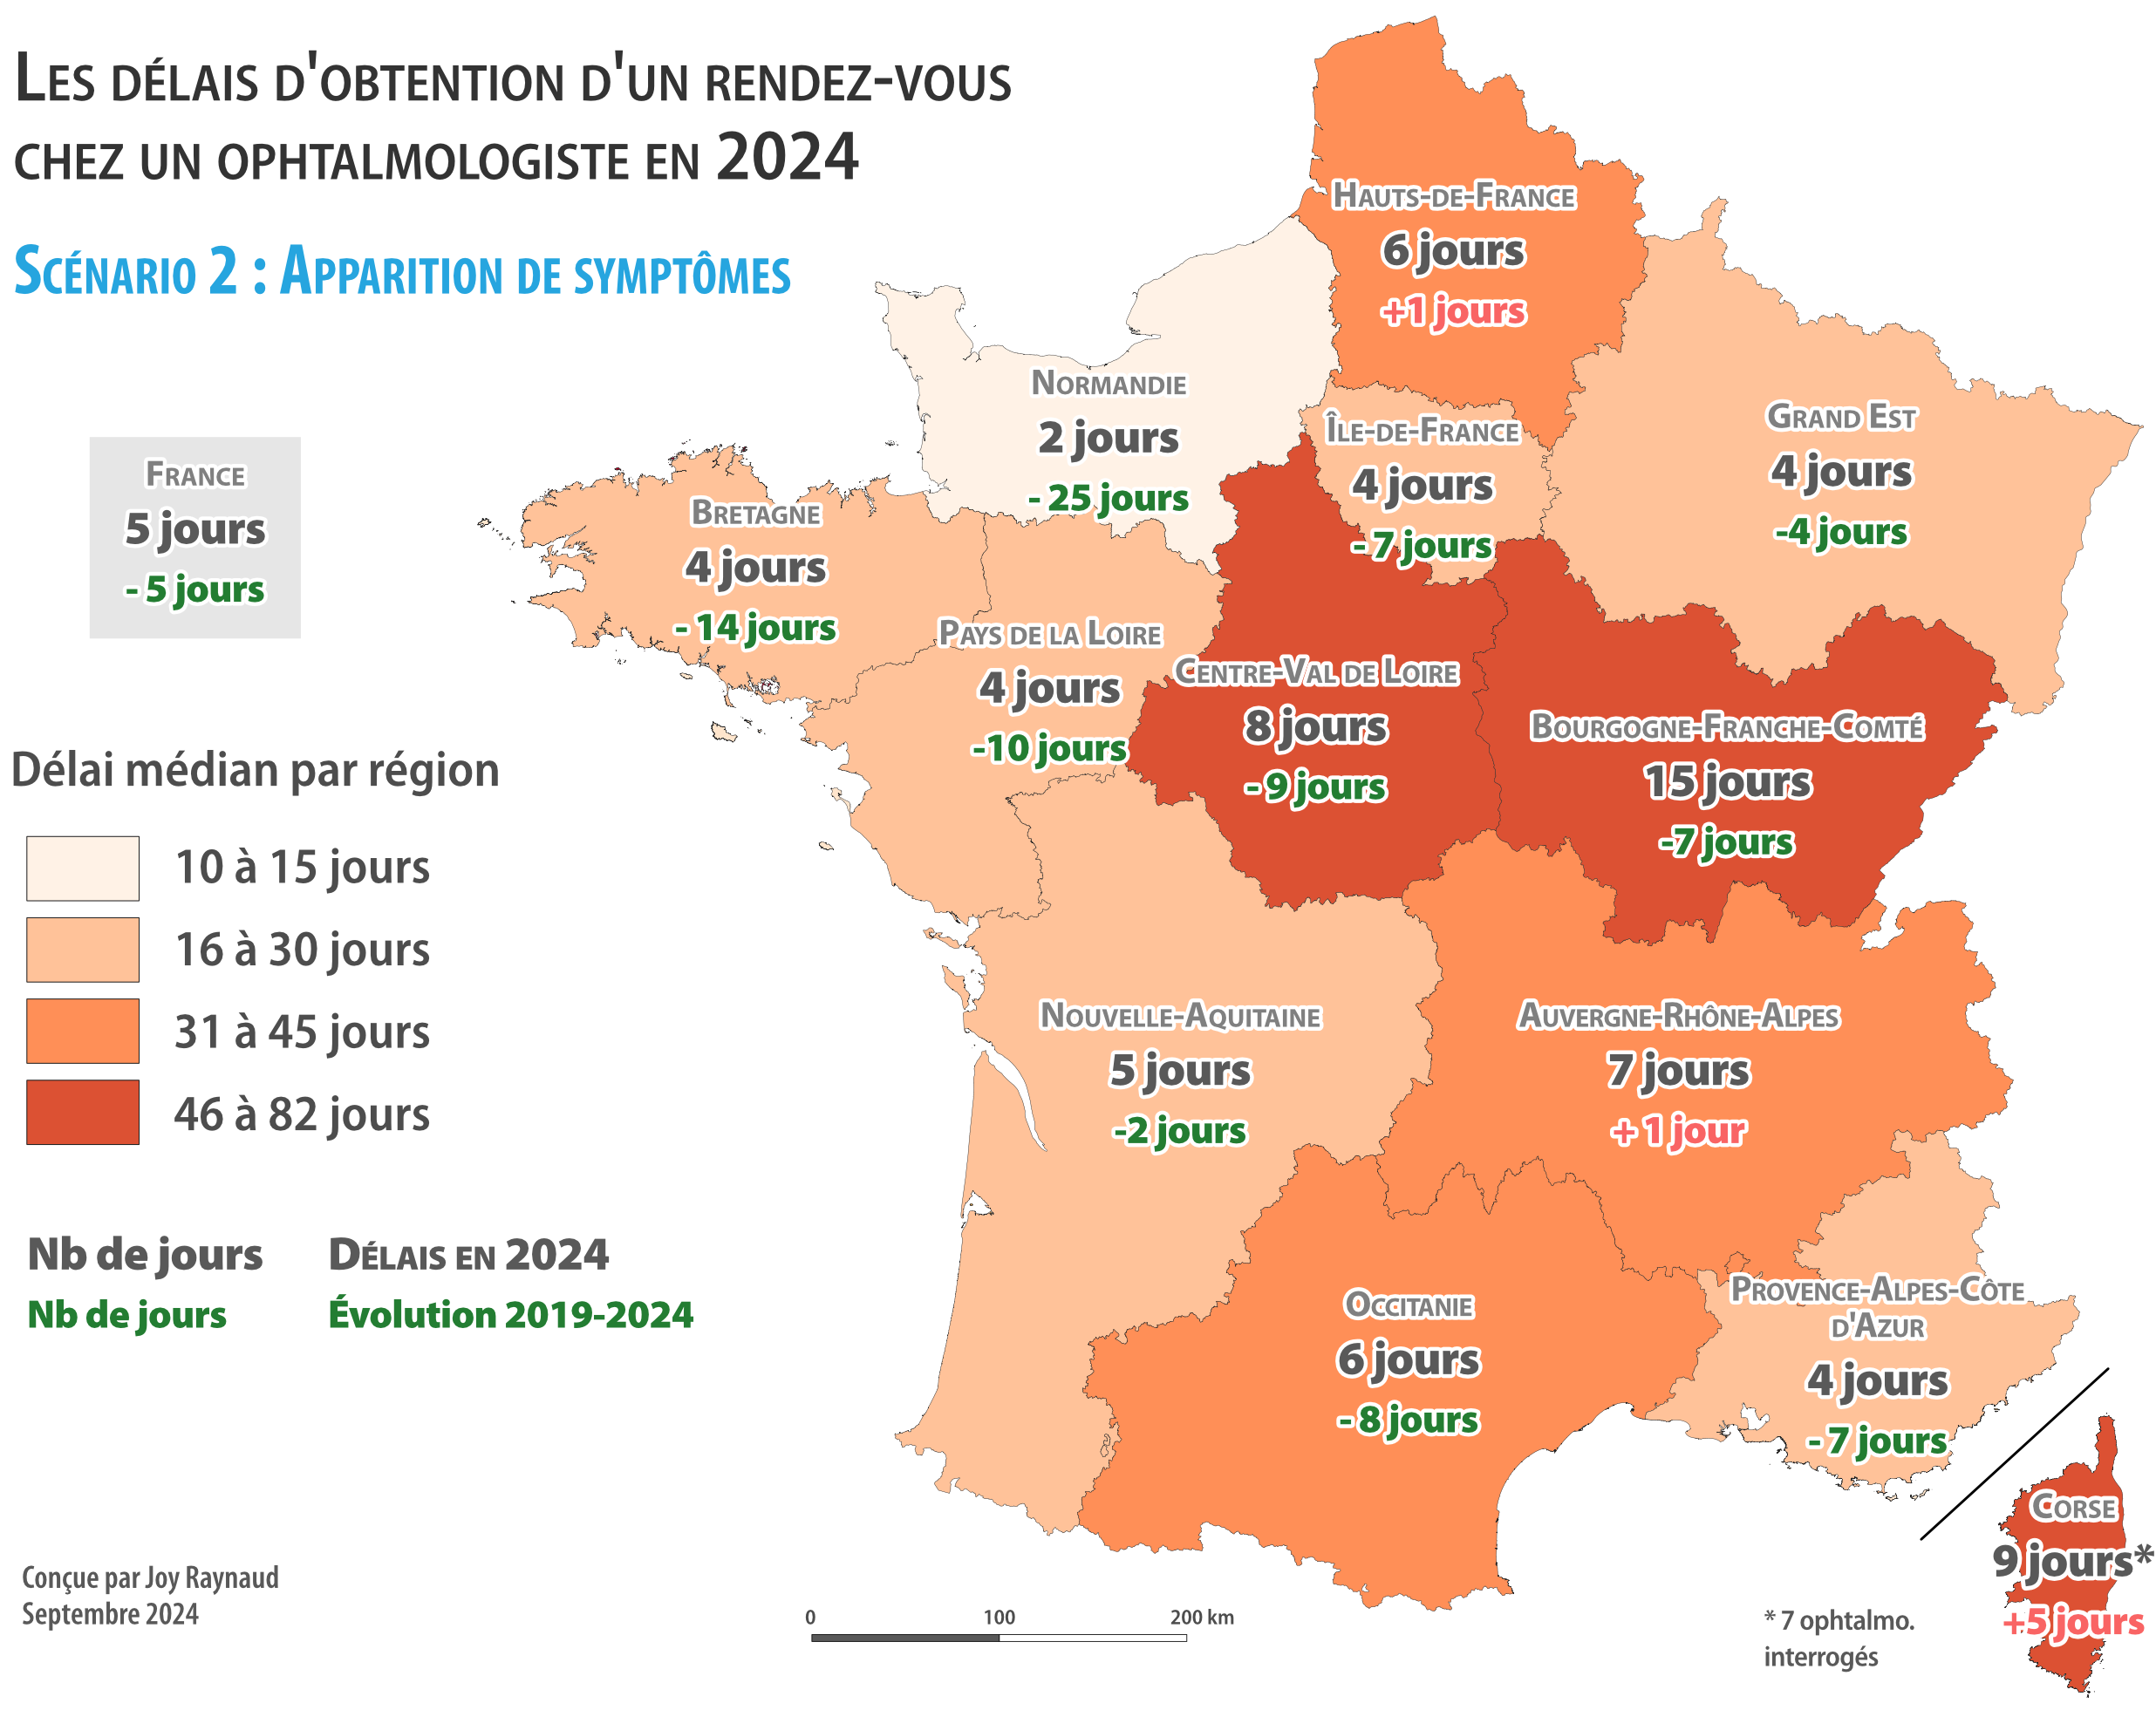 Les délais d'obtention d'un rendez-vous
chez un ophtalmologiste en 2024
Scénario 2 : Apparition de symptômes
France
5 jours
- 5 jours
Délai médian par région
10 à 15 jours
16 à 30 jours
31 à 45 jours
46 à 82 jours
Nb de jours Délais en 2024
Nb de jours Évolution 2019-2024
Conçue par Joy Raynaud
Septembre 2024
Hauts-de-France
6 jours
+1 jours
Normandie
2 jours
- 25 jours
Île-de-France
4 jours
- 7 jours
Grand Est
4 jours
-4 jours
Bretagne
4 jours
- 14 jours
Pays de la Loire
4 jours
-10 jours
Centre-Val de Loire
8 jours
- 9 jours
Bourgogne-Franche-Comté
15 jours
-7 jours
Nouvelle-Aquitaine
5 jours
-2 jours
Auvergne-Rhône-Alpes
7 jours
+ 1 jour
Occitanie
6 jours
- 8 jours
Provence-Alpes-Côte
d'Azur
4 jours
- 7 jours
Corse
9 jours*
+5 jours
* 7 ophtalmo.
interrogés
0 100 200 km